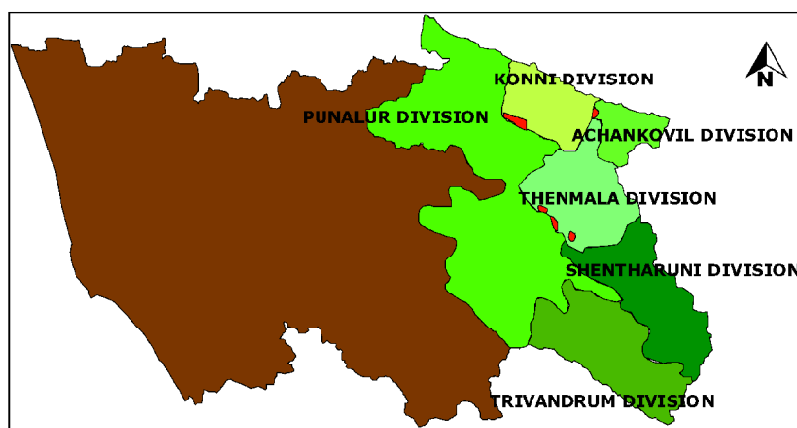 KONNI DIVISION
N
PUNALUR DIVISION
ACHANKOVIL DIVISION
THENMALA DIVISION
SHENTHARUNI DIVISION
TRIVANDRUM DIVISION